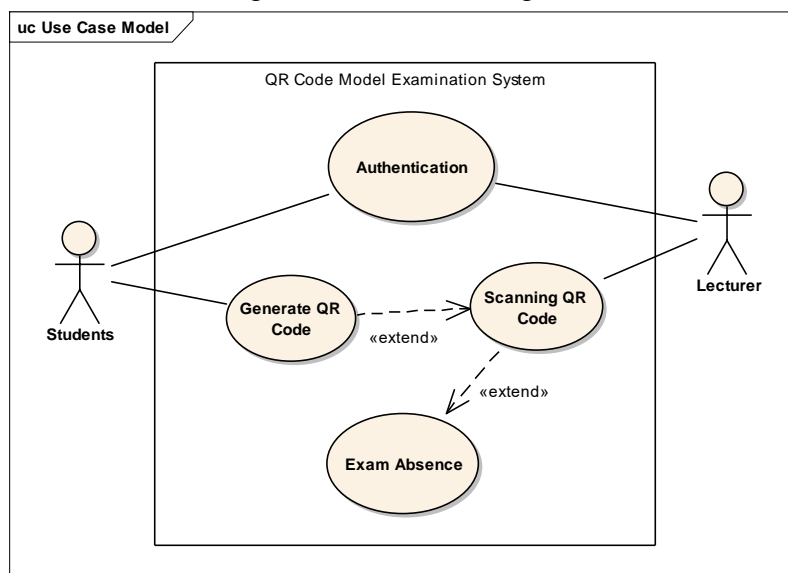 uc Use Case Model
QR Code Model Examination System
Authentication
Students
Lecturer
Generate QR
Code
«extend»
Scanning QR
Code
«extend»
Exam Absence